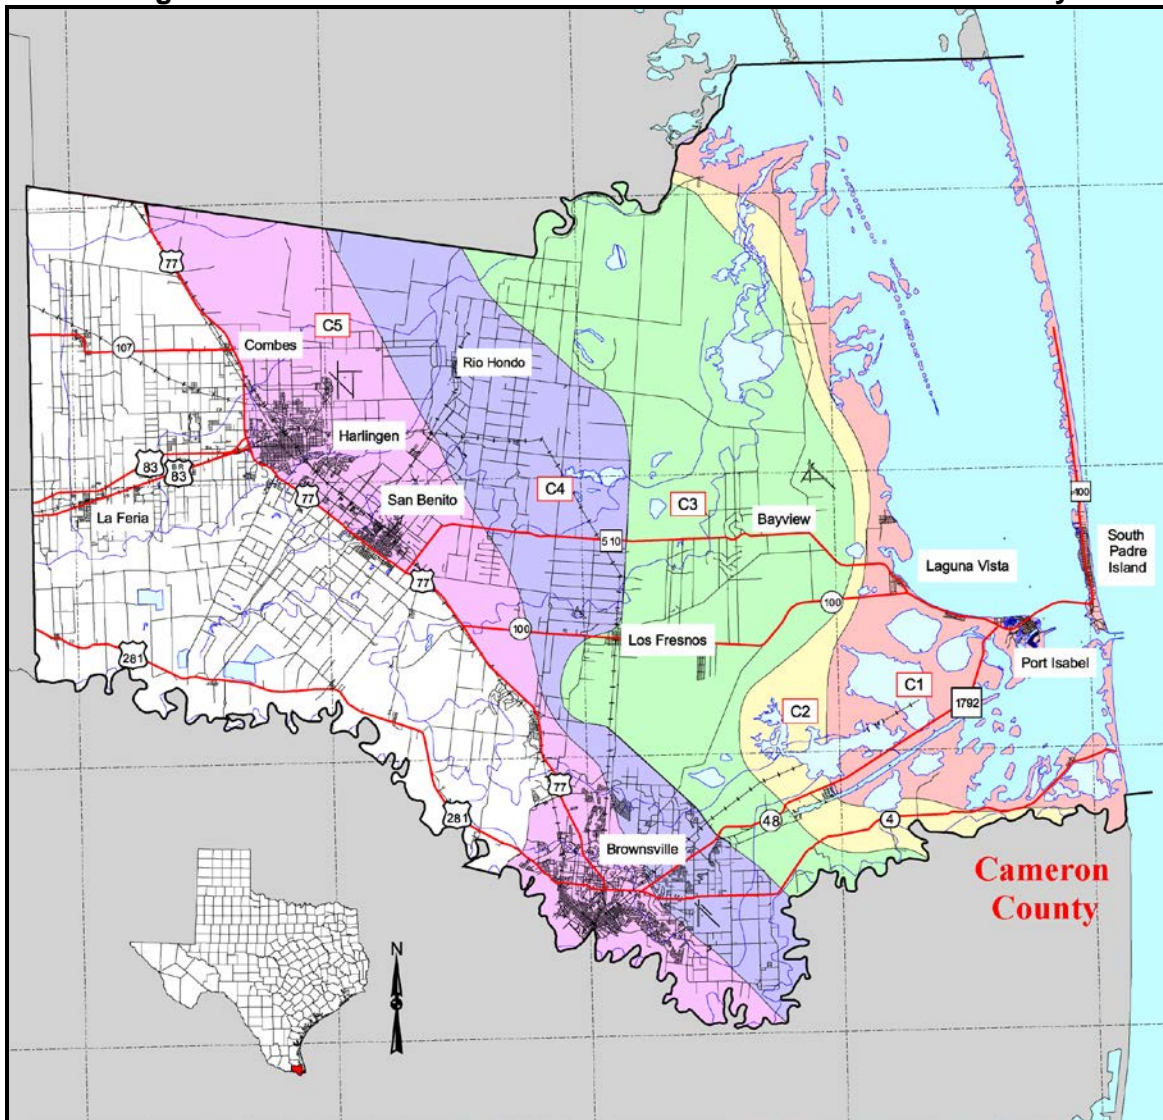 77
C5
107
Combes
Rio Hondo
Harlingen
83
BR
83
77
San Benito
C4
C3
Bayview
100
La Feria
510
South
Padre
Island
77
Laguna Vista
100
100
Los Fresnos
281
Port Isabel
C1
C2
1792
77
281
48
4
Brownsville
Cameron
County
N